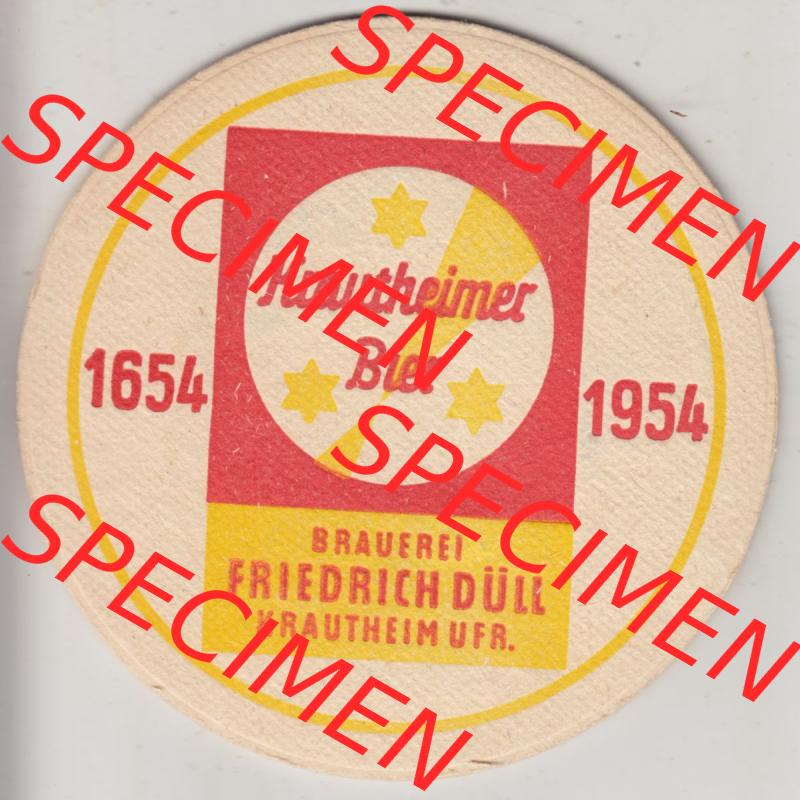 SPECIMEN
SPECIMEN
Krautheimer
Bier
1654
1954
SPECIMEN
SPECIMEN
BRAUEREI
FRIEDRICH DÜLL
KRAUTHEIM UFR.